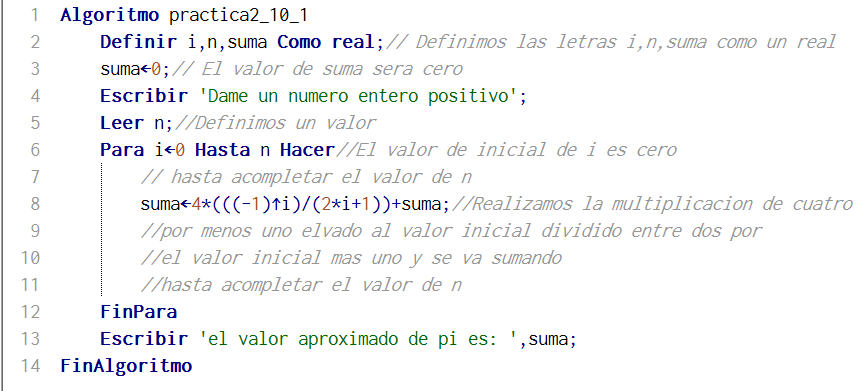 1 Algoritmo practica2_10_1
2 Definir i,n,suma Como real;// Definimos las letras i,n,suma como un real
3 suma←0;// El valor de suma sera cero
4 Escribir 'Dame un numero entero positivo';
5 Leer n;//Definimos un valor
6 Para i←0 Hasta n Hacer//El valor de inicial de i es cero
7 // hasta acompletar el valor de n
8 suma←4*(((-1)↑i)/(2*i+1))+suma;//Realizamos la multiplicacion de cuatro
9 //por menos uno elvado al valor inicial dividido entre dos por
10 //el valor inicial mas uno y se va sumando
11 //hasta acompletar el valor de n
12 FinPara
13 Escribir 'el valor aproximado de pi es: ',suma;
14 FinAlgoritmo